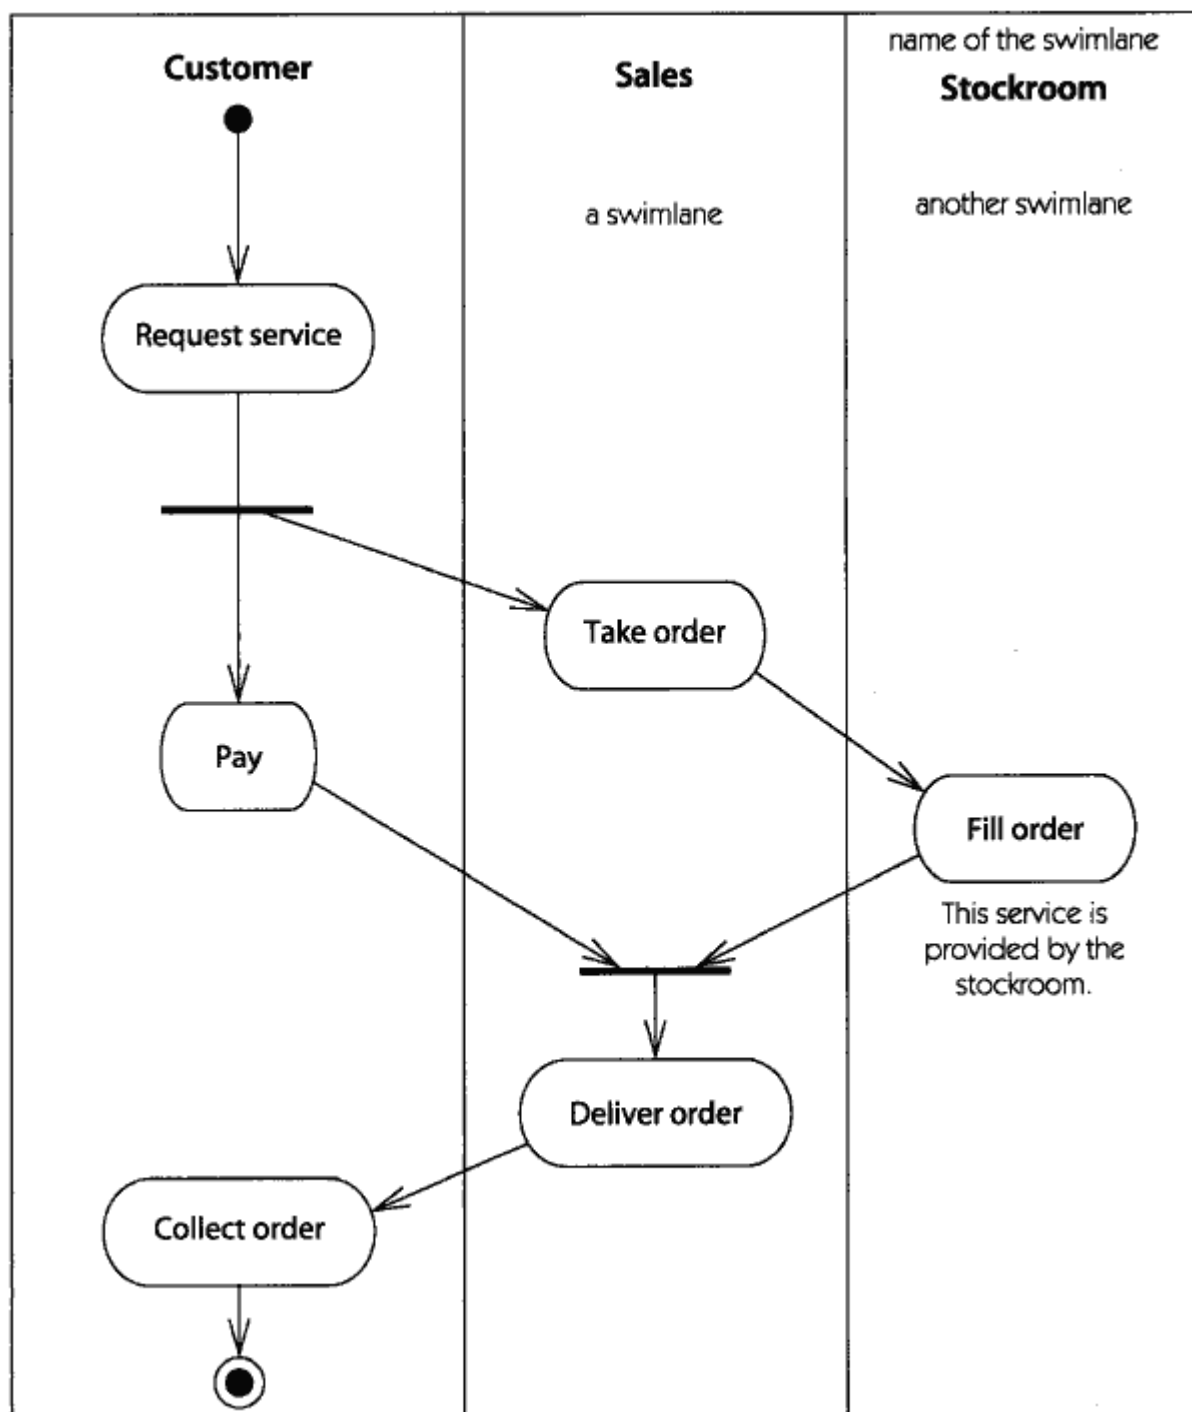 name of the swimlane
Customer
Sales
Stockroom
a swimlane
another swimlane
Request service
Take order
Pay
Fill order
This service is
provided by the
stockroom.
Deliver order
Collect order